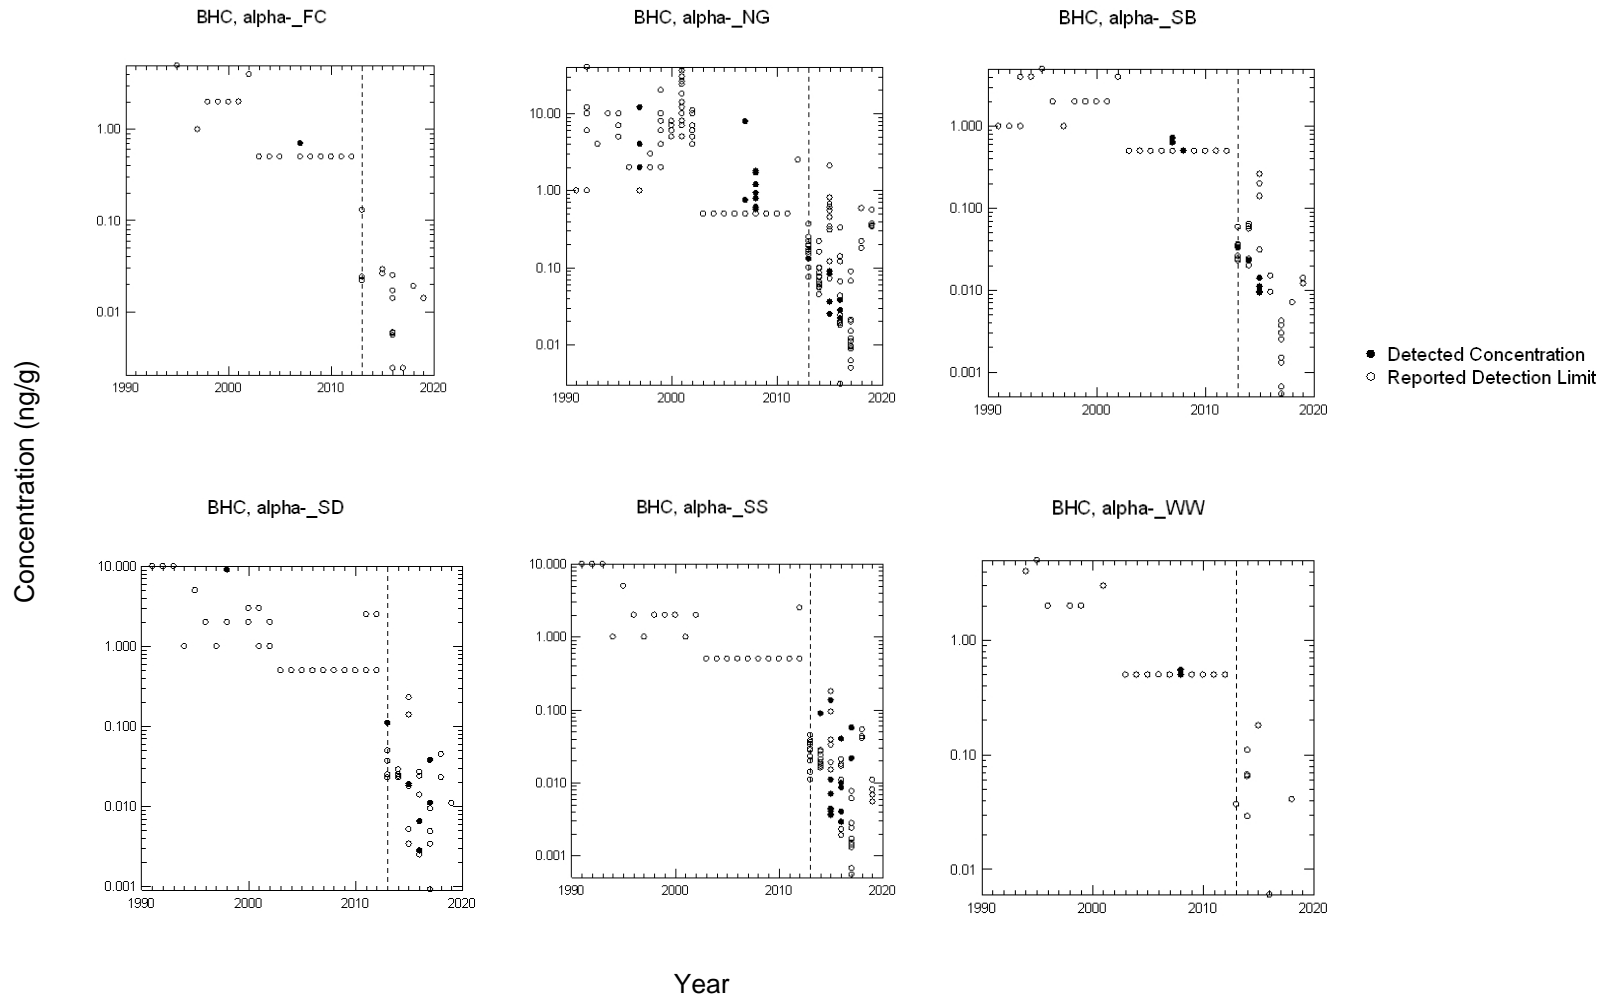 BHC, alpha-_FC
BHC, alpha-_NG
BHC, alpha-_SB
1.00
0.10
0.01
1990 2000 2010 2020
10.00
1.00
0.10
0.01
1990 2000 2010 2020
1.000
0.100
0.010
0.001
1990 2000 2010 2020
Detected Concentration
Reported Detection Limit
Concentration (ng/g)
BHC, alpha-_SD
BHC, alpha-_SS
BHC, alpha-_WW
10.000
1.000
0.100
0.010
0.001
1990 2000 2010 2020
10.000
1.000
0.100
0.010
0.001
1990 2000 2010 2020
1.00
0.10
0.01
1990 2000 2010 2020
Year